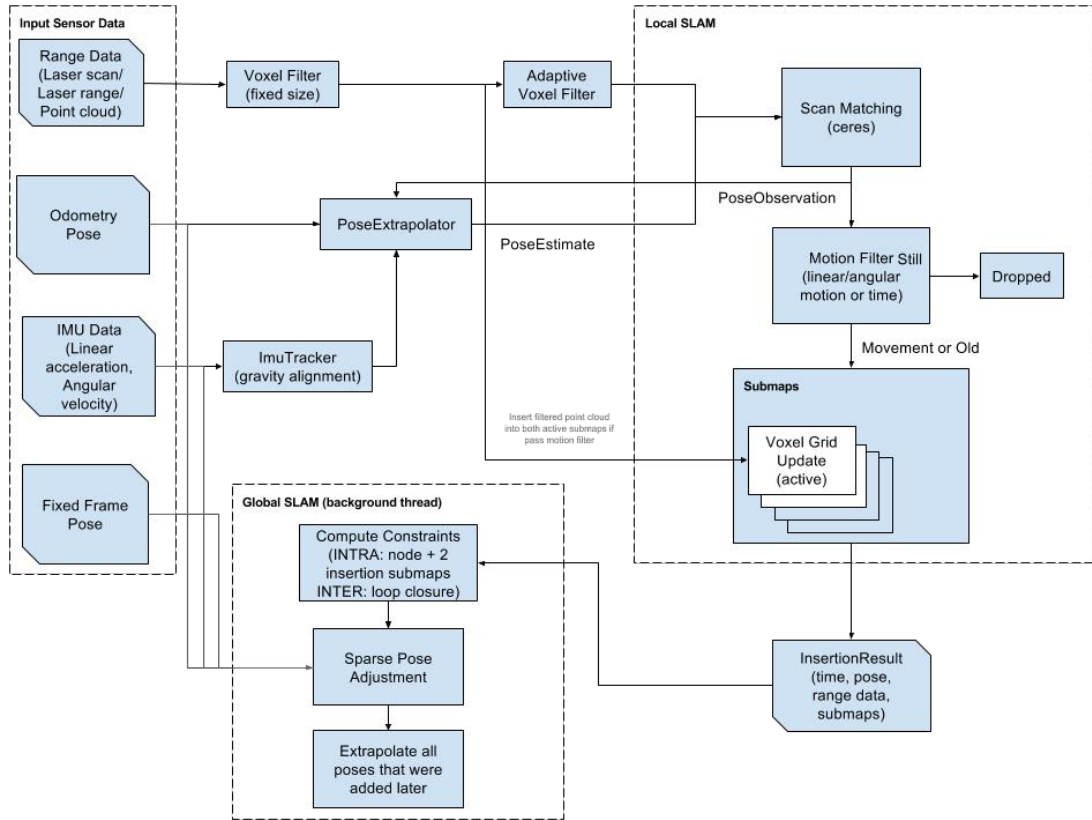 Input Sensor Data
Range Data
(Laser scan/
Laser range/
Point cloud)
Voxel Filter
(fixed size)
Adaptive
Voxel Filter
Local SLAM
Scan Matching
(ceres)
Odometry
Pose
PoseExtrapolator
PoseEstimate
PoseObservation
Motion Filter Still
(linear/angular
motion or time)
Dropped
IMU Data
(Linear
acceleration,
Angular
velocity)
ImuTracker
(gravity alignment)
Movement or Old
Submaps
Insert filtered point cloud
into both active submaps if
pass motion filter
Voxel Grid
Update
(active)
Fixed Frame
Pose
Global SLAM (background thread)
Compute Constraints
(INTRA: node + 2
insertion submaps
INTER: loop closure)
Sparse Pose
Adjustment
Extrapolate all
poses that were
added later
InsertionResult
(time, pose,
range data,
submaps)